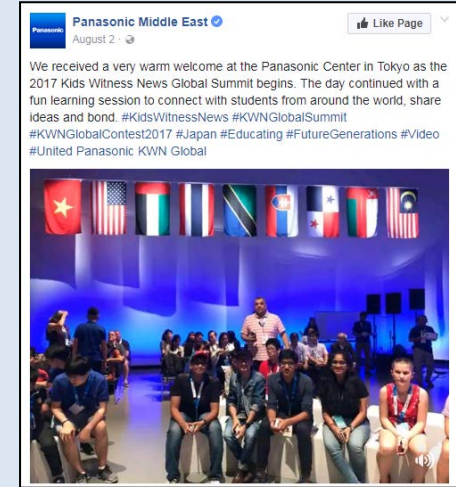 Panasonic
Panasonic Middle East
Like Page
August 2 ·
We received a very warm welcome at the Panasonic Center in Tokyo as the
2017 Kids Witness News Global Summit begins. The day continued with a
fun learning session to connect with students from around the world, share
ideas and bond. #KidsWitnessNews #KWNGlobalSummit
#KWNGlobalContest2017 #Japan #Educating #FutureGenerations #Video
#United Panasonic KWN Global